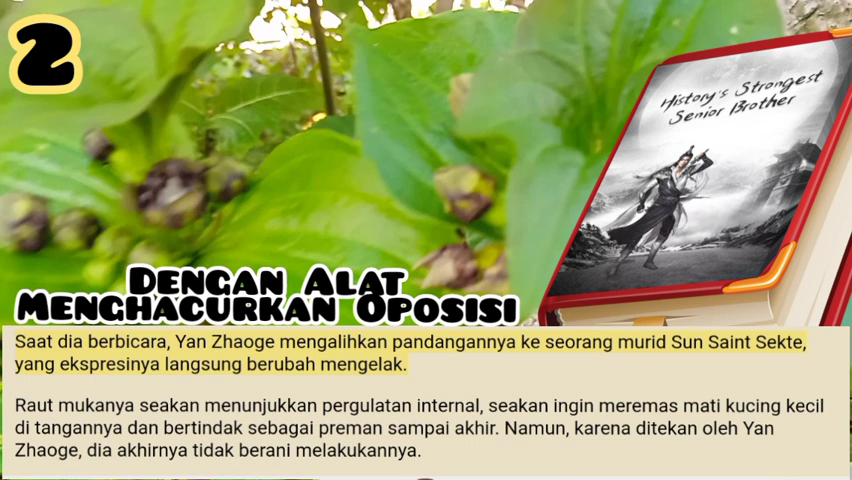 2
History's Strongest
Senior Brother
DENGAN ALAT
MENGHACURKAN OPOSISI
Saat dia berbicara, Yan Zhaoge mengalihkan pandangannya ke seorang murid Sun Saint Sekte,
yang ekspresinya langsung berubah mengelak.
Raut mukanya seakan menunjukkan pergulatan internal, seakan ingin meremas mati kucing kecil
di tangannya dan bertindak sebagai preman sampai akhir. Namun, karena ditekan oleh Yan
Zhaoge, dia akhirnya tidak berani melakukannya.